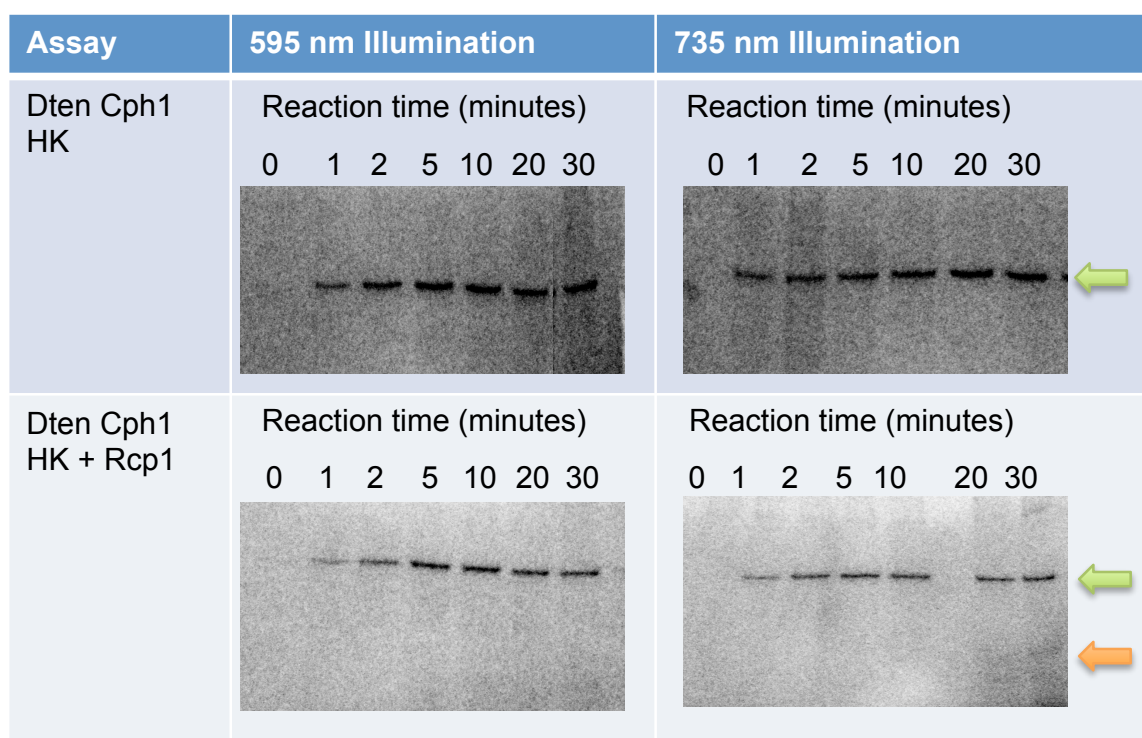 Assay 595 nm Illumination 735 nm Illumination
Dten Cph1
HK
Reaction time (minutes)
0 1 2 5 10 20 30
Reaction time (minutes)
0 1 2 5 10 20 30
Dten Cph1
HK + Rcp1
Reaction time (minutes)
0 1 2 5 10 20 30
Reaction time (minutes)
0 1 2 5 10 20 30